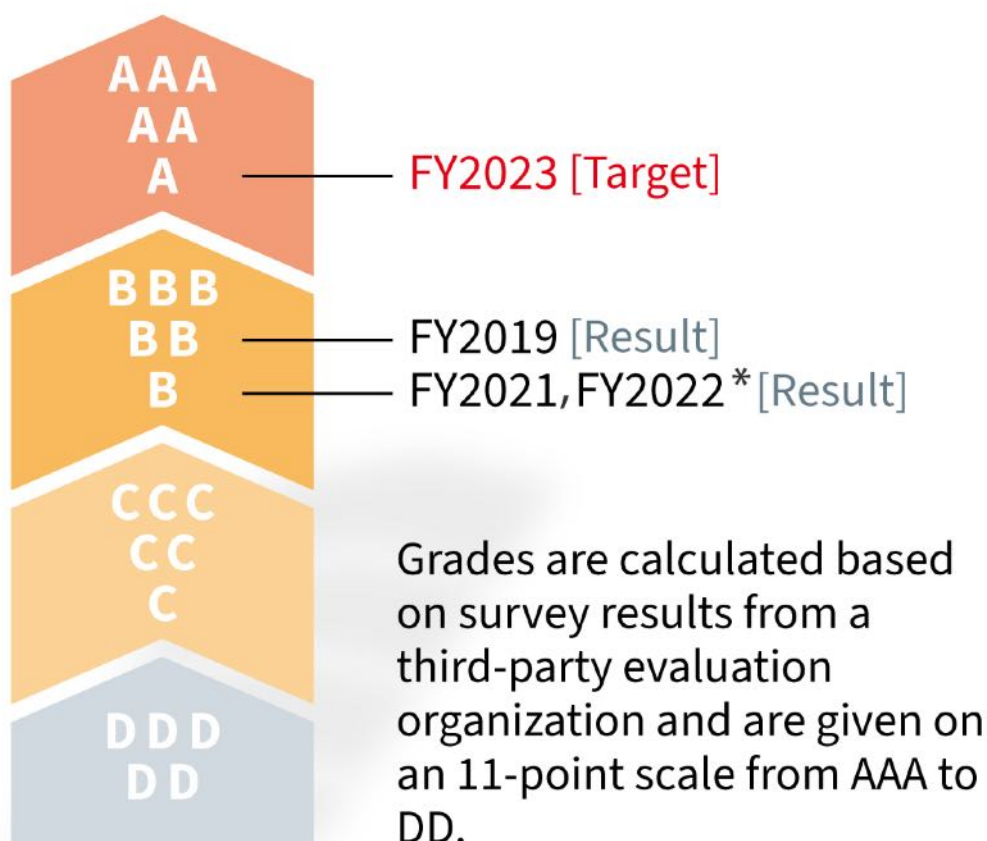 AAA
AA
A
FY2023 [Target]
BBB
BB
FY2019 [Result]
B
FY2021, FY2022* [Result]
CCC
CC
C
DDD
DD
Grades are calculated based
on survey results from a
third-party evaluation
organization and are given on
an 11-point scale from AAA to
DD.